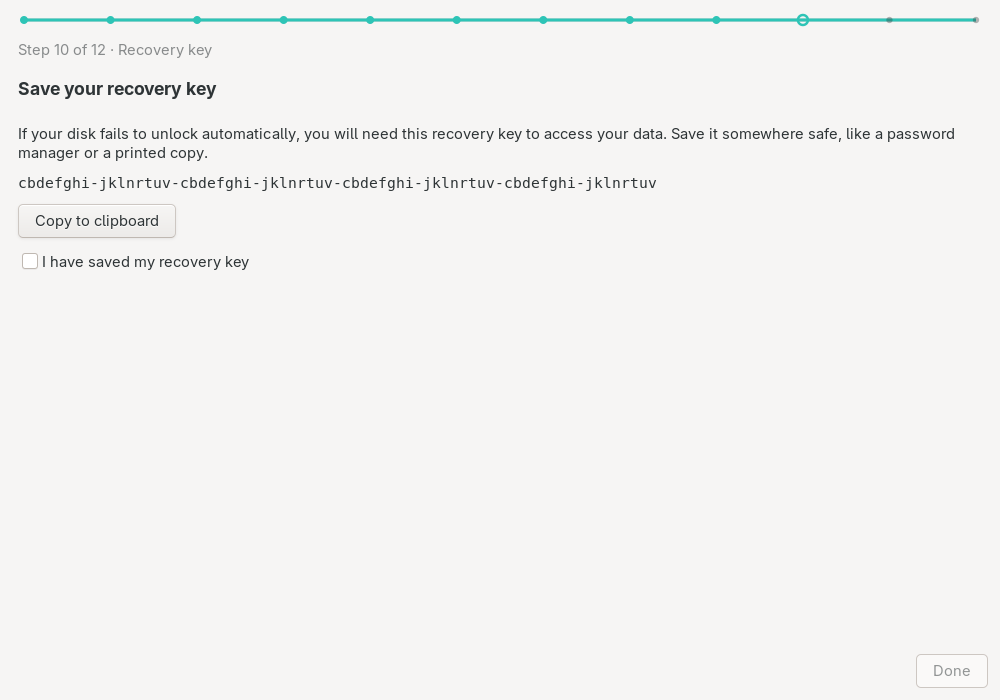 Step 10 of 12 · Recovery key
Save your recovery key
If your disk fails to unlock automatically, you will need this recovery key to access your data. Save it somewhere safe, like a password
manager or a printed copy.
cbdefghi-jklnrtuv-cbdefghi-jklnrtuv-cbdefghi-jklnrtuv-cbdefghi-jklnrtuv
Copy to clipboard
I have saved my recovery key
Done